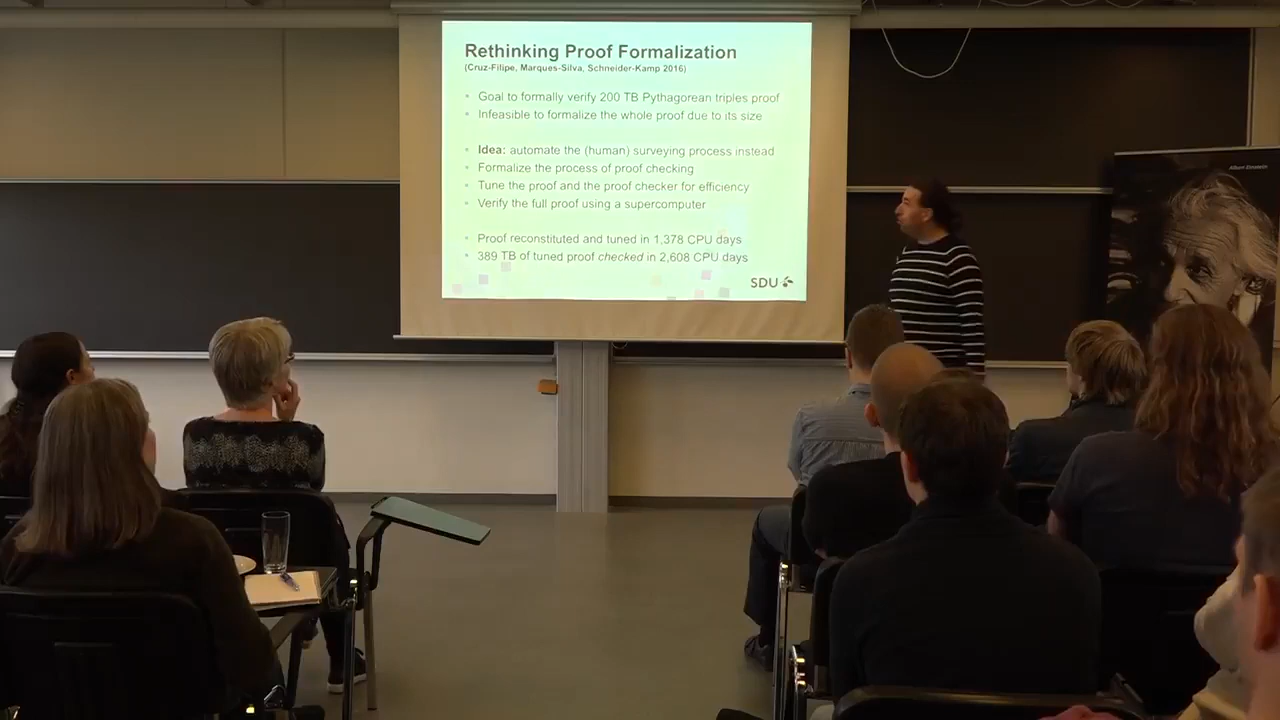 Rethinking Proof Formalization
(Cruz-Filipe, Marques-Silva, Schneider-Kamp 2016)
Goal to formally verify 200 TB Pythagorean triples proof
Infeasible to formalize the whole proof due to its size
Idea: automate the (human) surveying process instead
Formalize the process of proof checking
Tune the proof and the proof checker for efficiency
Verify the full proof using a supercomputer
Proof reconstituted and tuned in 1,378 CPU days
389 TB of tuned proof checked in 2,608 CPU days
SDU
Albert Einstein